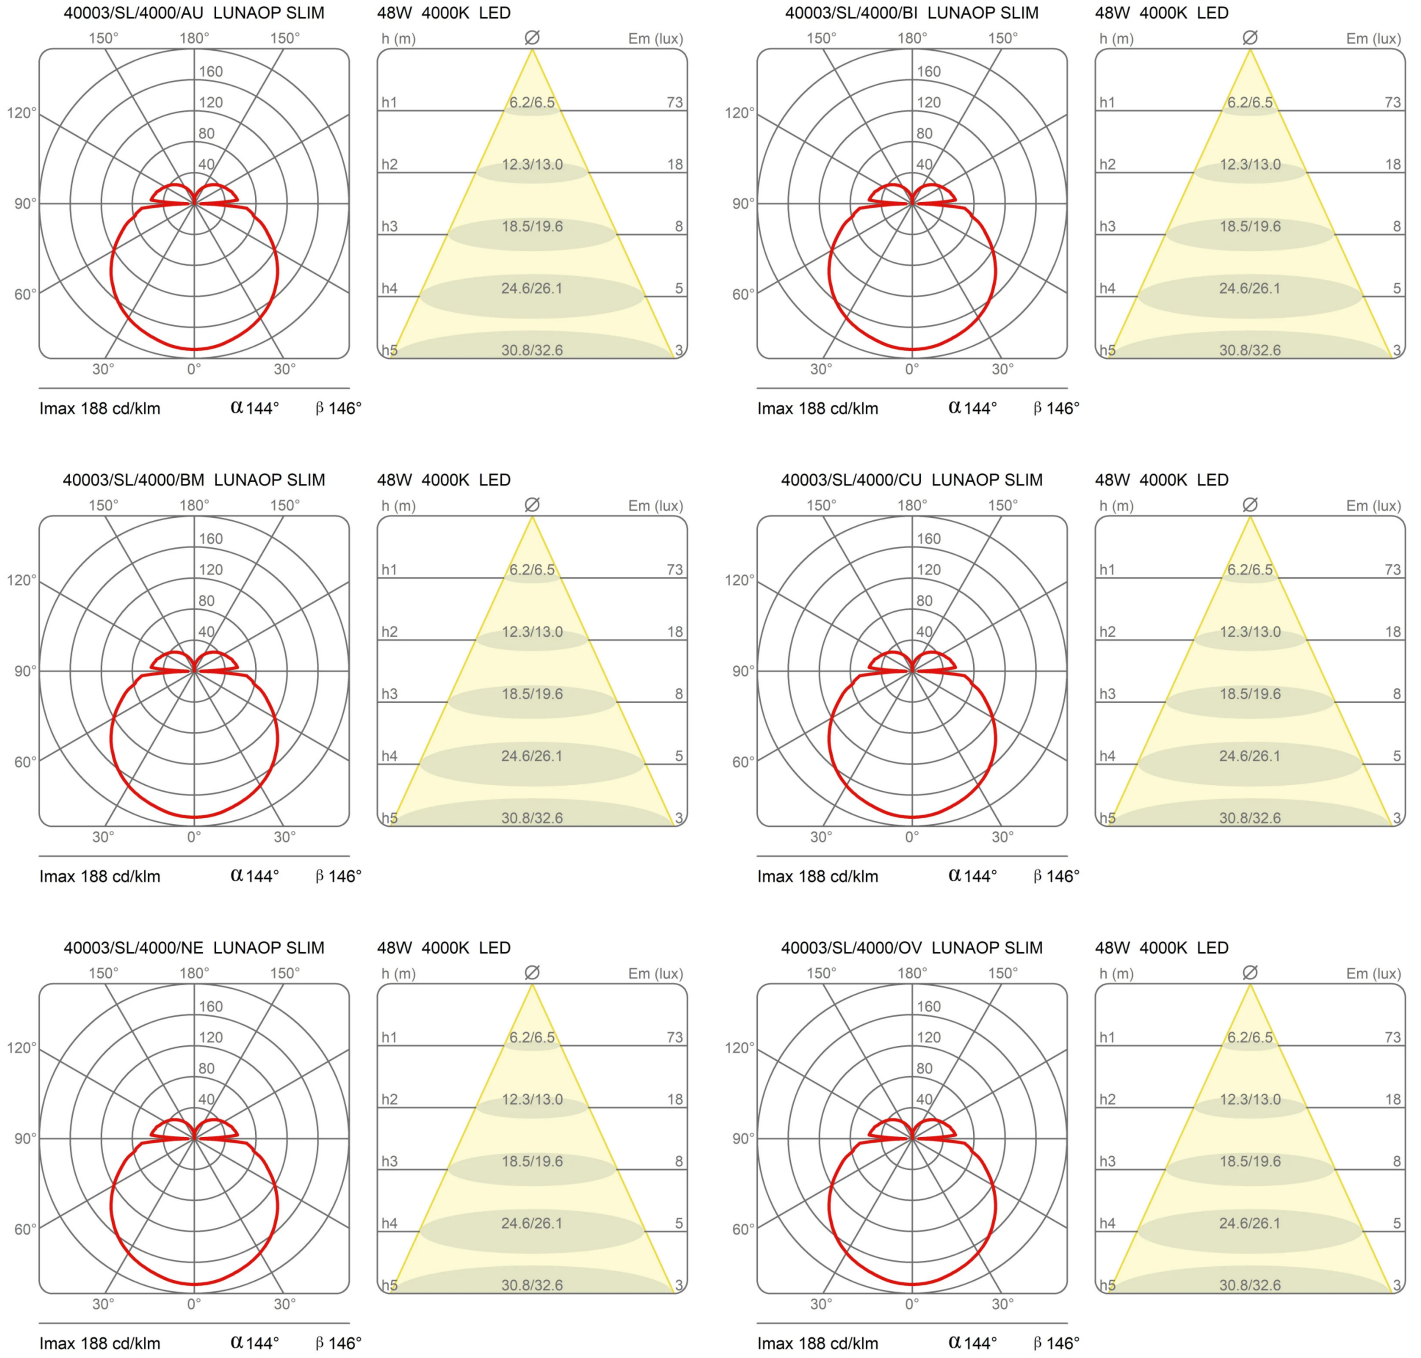 40003/SL/4000/AU LUNAOP SLIM
150° 180° 150°
160
120
120°
80
40
90°
60°
30° 0° 30°
Imax 188 cd/klm α 144° β 146°
48W 4000K LED
h (m) Ø Em (lux)
h1 6.2/6.5 73
h2 12.3/13.0 18
h3 18.5/19.6 8
h4 24.6/26.1 5
h5 30.8/32.6 3
40003/SL/4000/BI LUNAOP SLIM
150° 180° 150°
160
120
120°
80
40
90°
60°
30° 0° 30°
Imax 188 cd/klm α 144° β 146°
48W 4000K LED
h (m) Ø Em (lux)
h1 6.2/6.5 73
h2 12.3/13.0 18
h3 18.5/19.6 8
h4 24.6/26.1 5
h5 30.8/32.6 3
40003/SL/4000/BM LUNAOP SLIM
150° 180° 150°
160
120
120°
80
40
90°
60°
30° 0° 30°
Imax 188 cd/klm α 144° β 146°
48W 4000K LED
h (m) Ø Em (lux)
h1 6.2/6.5 73
h2 12.3/13.0 18
h3 18.5/19.6 8
h4 24.6/26.1 5
h5 30.8/32.6 3
40003/SL/4000/CU LUNAOP SLIM
150° 180° 150°
160
120
120°
80
40
90°
60°
30° 0° 30°
Imax 188 cd/klm α 144° β 146°
48W 4000K LED
h (m) Ø Em (lux)
h1 6.2/6.5 73
h2 12.3/13.0 18
h3 18.5/19.6 8
h4 24.6/26.1 5
h5 30.8/32.6 3
40003/SL/4000/NE LUNAOP SLIM
150° 180° 150°
160
120
120°
80
40
90°
60°
30° 0° 30°
Imax 188 cd/klm α 144° β 146°
48W 4000K LED
h (m) Ø Em (lux)
h1 6.2/6.5 73
h2 12.3/13.0 18
h3 18.5/19.6 8
h4 24.6/26.1 5
h5 30.8/32.6 3
40003/SL/4000/OV LUNAOP SLIM
150° 180° 150°
160
120
120°
80
40
90°
60°
30° 0° 30°
Imax 188 cd/klm α 144° β 146°
48W 4000K LED
h (m) Ø Em (lux)
h1 6.2/6.5 73
h2 12.3/13.0 18
h3 18.5/19.6 8
h4 24.6/26.1 5
h5 30.8/32.6 3